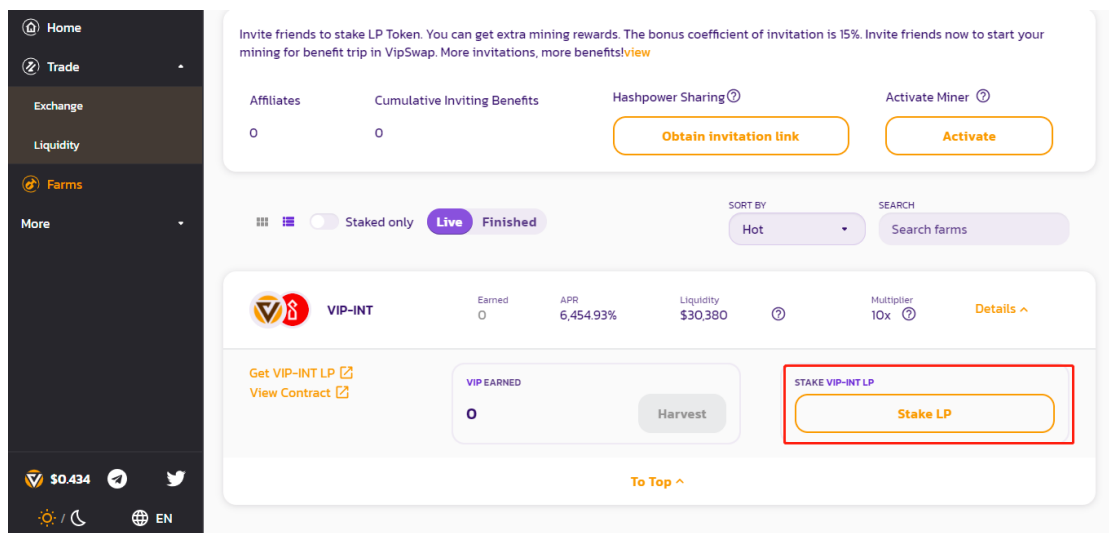 Home
Trade
Exchange
Liquidity
Farms
More
$0.434
EN
Invite friends to stake LP Token. You can get extra mining rewards. The bonus coefficient of invitation is 15%. Invite friends now to start your
mining for benefit trip in VipSwap. More invitations, more benefits!view
Affiliates Cumulative Inviting Benefits Hashpower Sharing Activate Miner
0 0 Obtain invitation link Activate
Staked only Live Finished
SORT BY SEARCH
Hot Search farms
VIP-INT
Earned APR Liquidity Multiplier
0 6,454.93% $30,380 10x Details
Get VIP-INT LP
View Contract
VIP EARNED
0 Harvest
STAKE VIP-INT LP
Stake LP
To Top